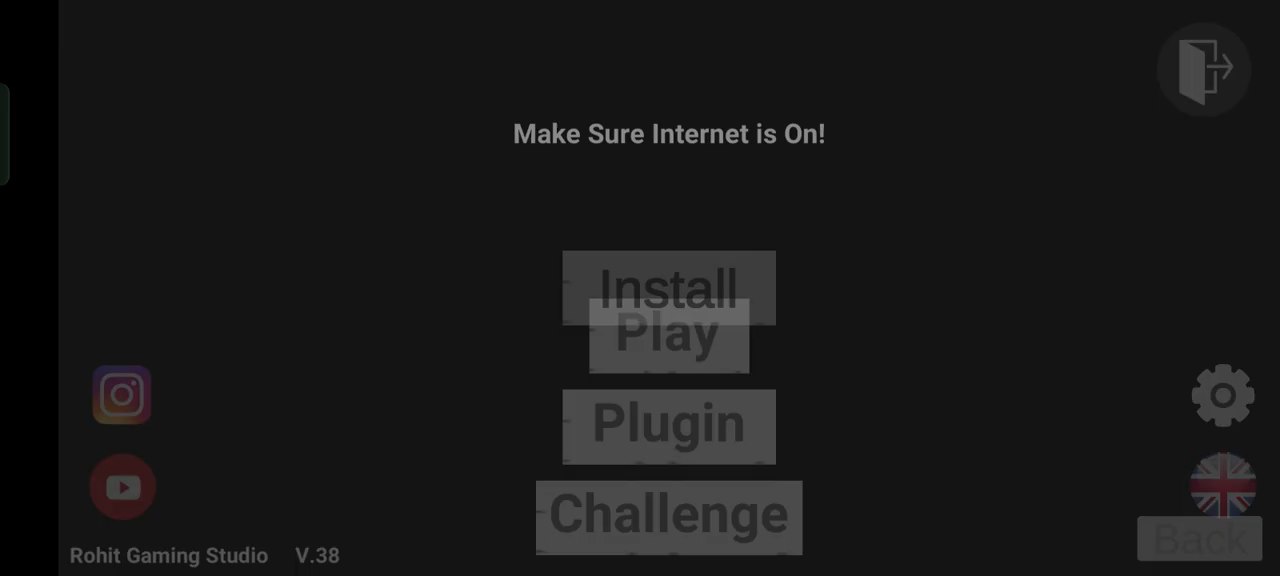 Make Sure Internet is On!
Install
Play
Plugin
Challenge
Rohit Gaming Studio V.38
Back